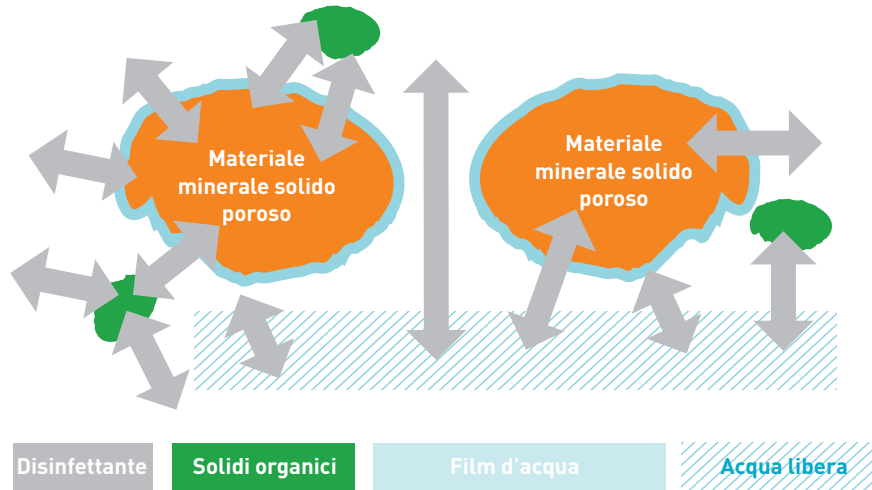 Materiale
minerale solido
poroso
Materiale
minerale solido
poroso
Disinfettante
Solidi organici
Film d'acqua
Acqua libera